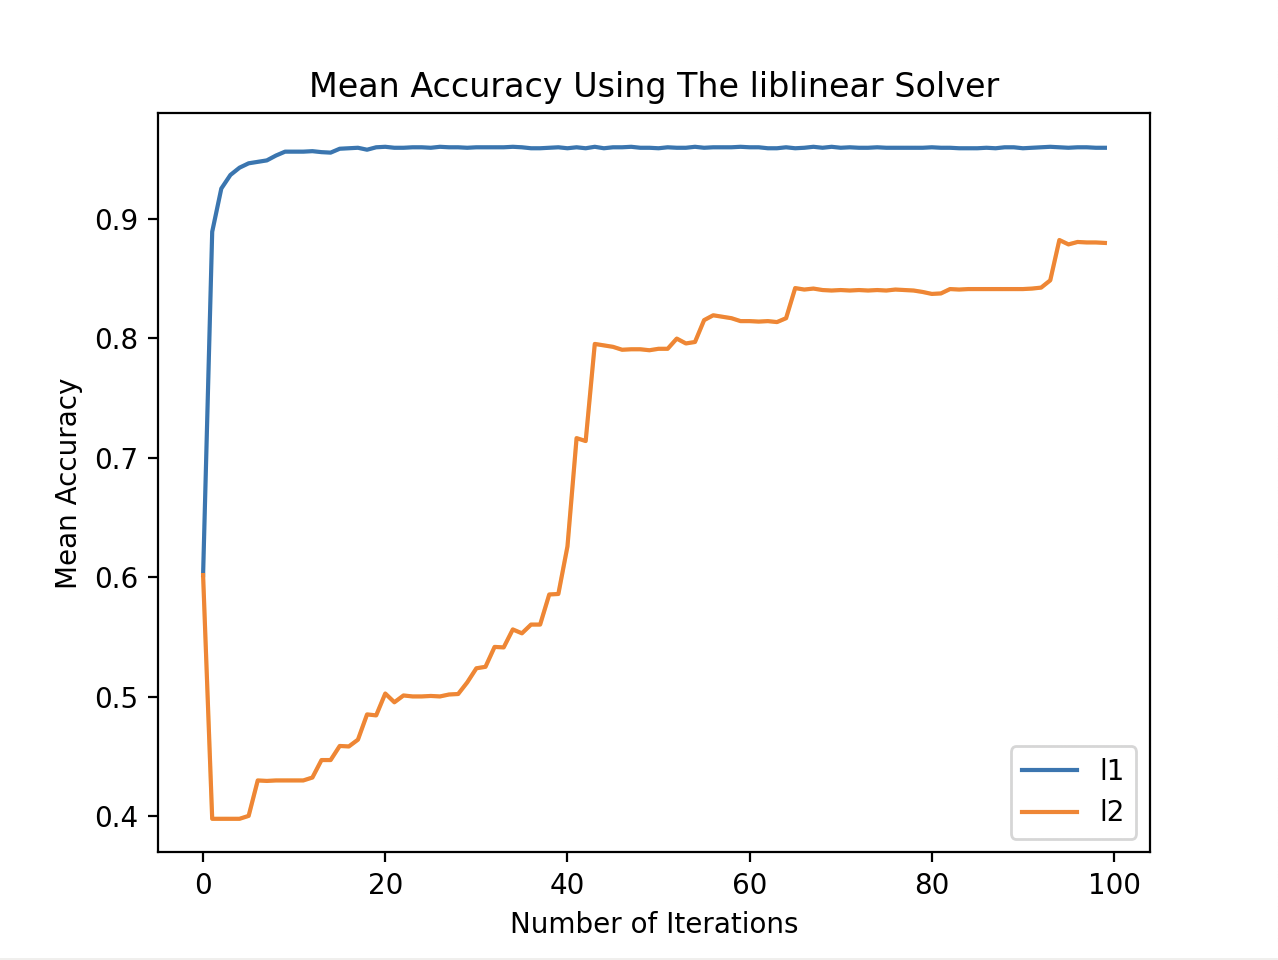 Mean Accuracy Using The liblinear Solver
Mean Accuracy
0.9
0.8
0.7
0.6
0.5
0.4
l1
l2
0 20 40 60 80 100
Number of Iterations